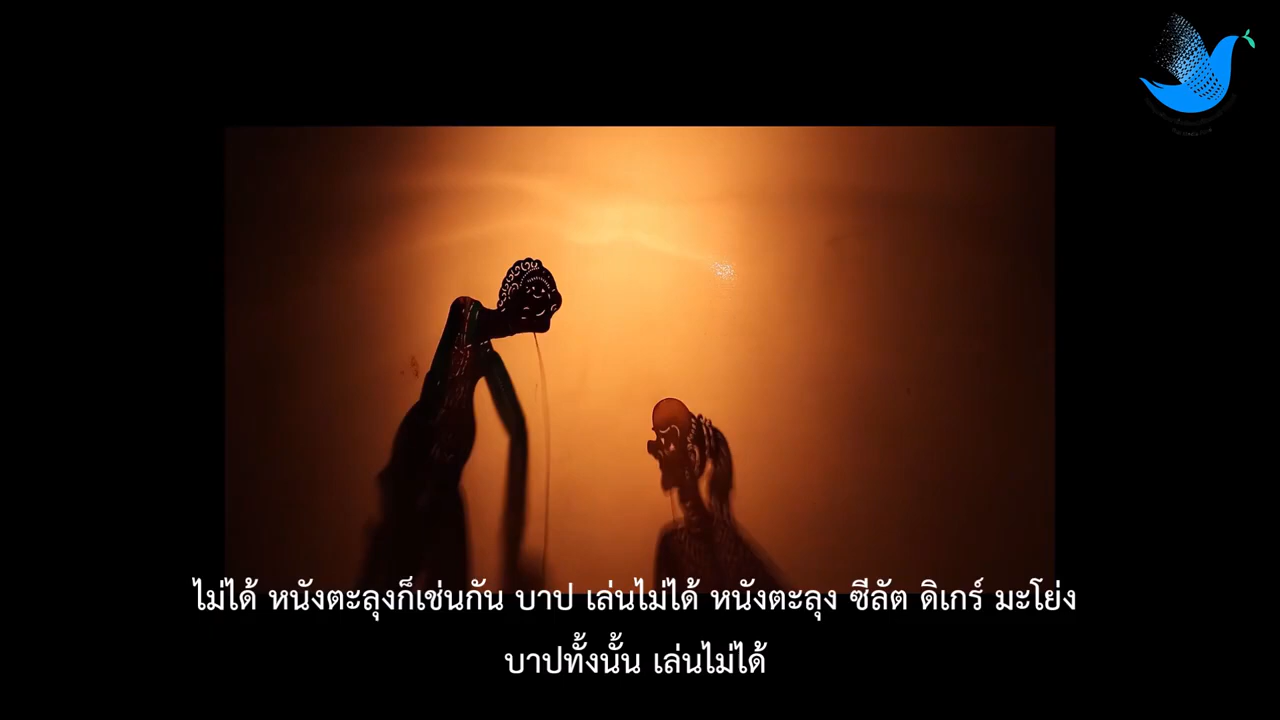 ไม่ได้ หนังตะลุงก็เช่นกัน บาป เล่นไม่ได้ หนังตะลุง ซีลัต ดิเกร์ มะโย่ง
บาปทั้งนั้น เล่นไม่ได้